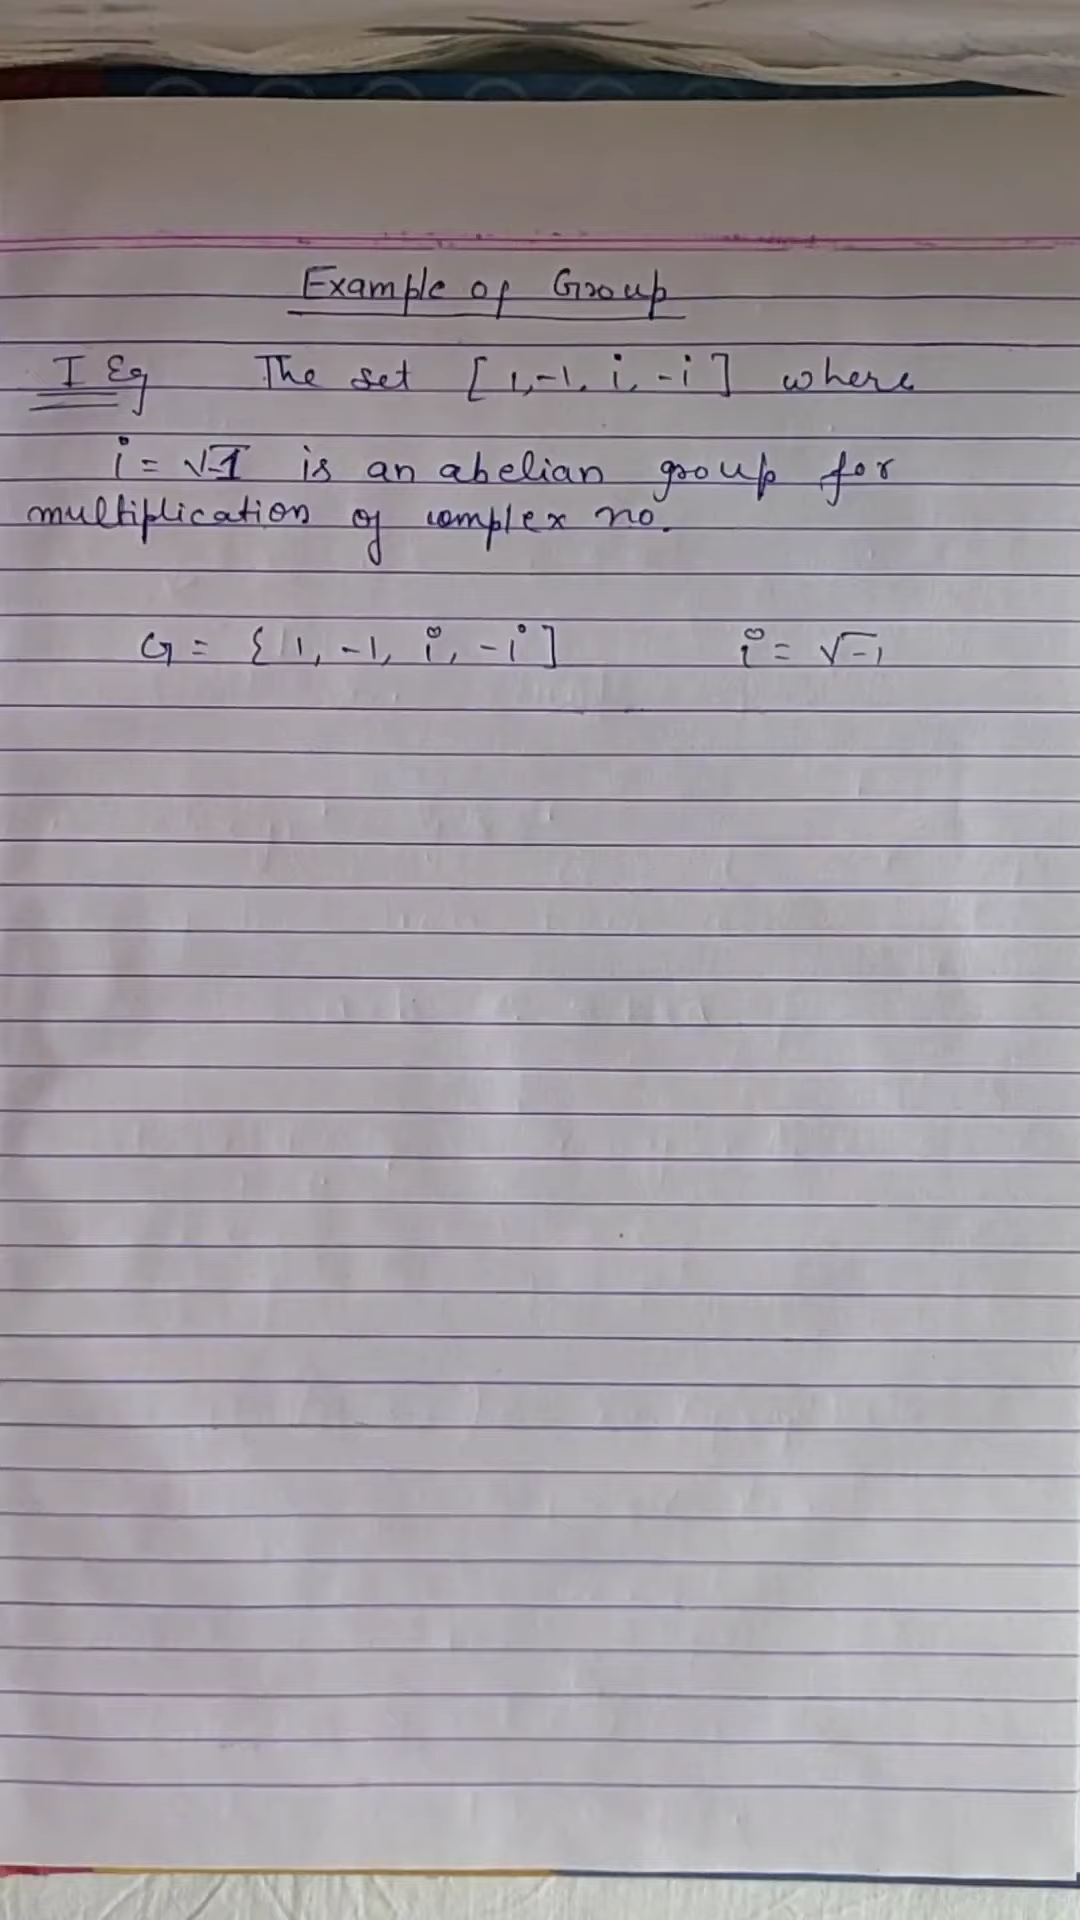 Example of Group
I Eg The set [1,-1, i, -i] where
i = √-1 is an abelian group for
multiplication of complex no.
G = {1, -1, i, -i] i = √-1